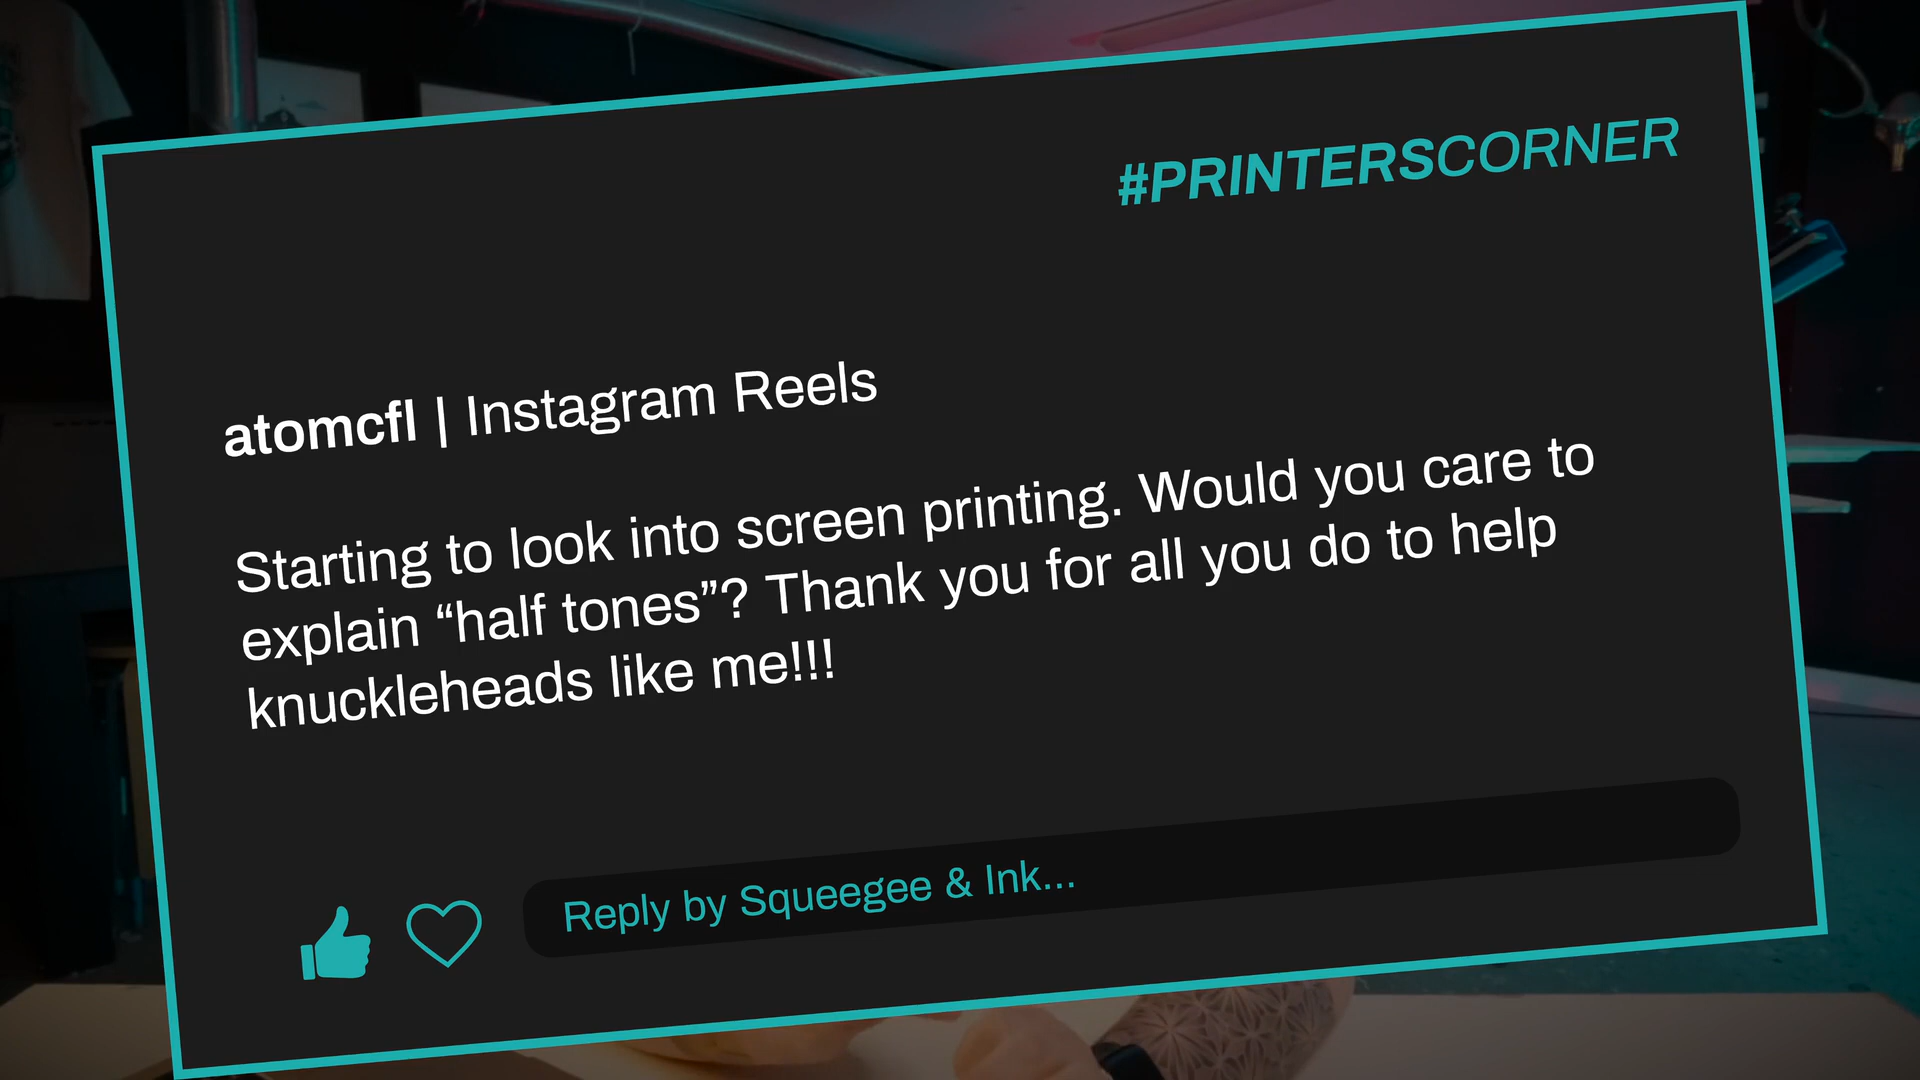 #PRINTERSCORNER
atomcfl | Instagram Reels
Starting to look into screen printing. Would you care to
explain “half tones”? Thank you for all you do to help
knuckleheads like me!!!
Reply by Squeegee & Ink...